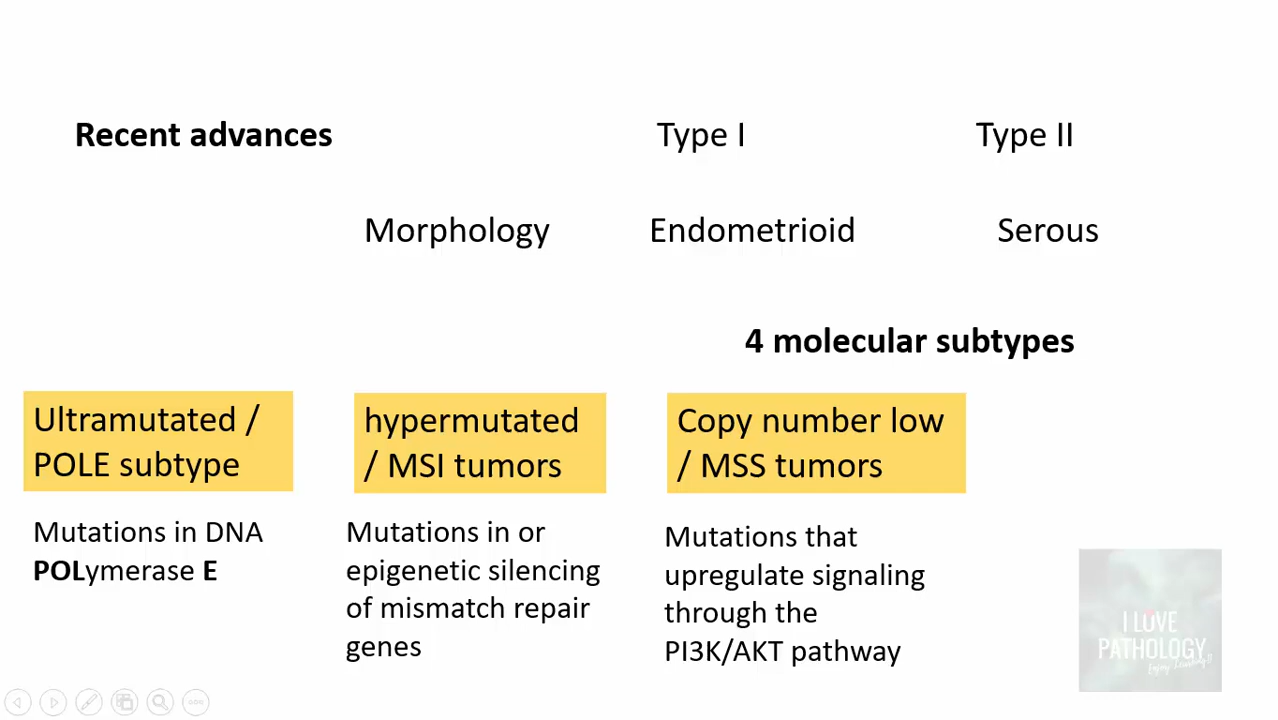 Recent advances
Type I
Type II
Morphology
Endometrioid
Serous
4 molecular subtypes
Ultramutated /
POLE subtype
hypermutated
/ MSI tumors
Copy number low
/ MSS tumors
Mutations in DNA
POLymerase E
Mutations in or
epigenetic silencing
of mismatch repair
genes
Mutations that
upregulate signaling
through the
PI3K/AKT pathway
I LOVE
PATHOLOGY
Enjoy Learning!!